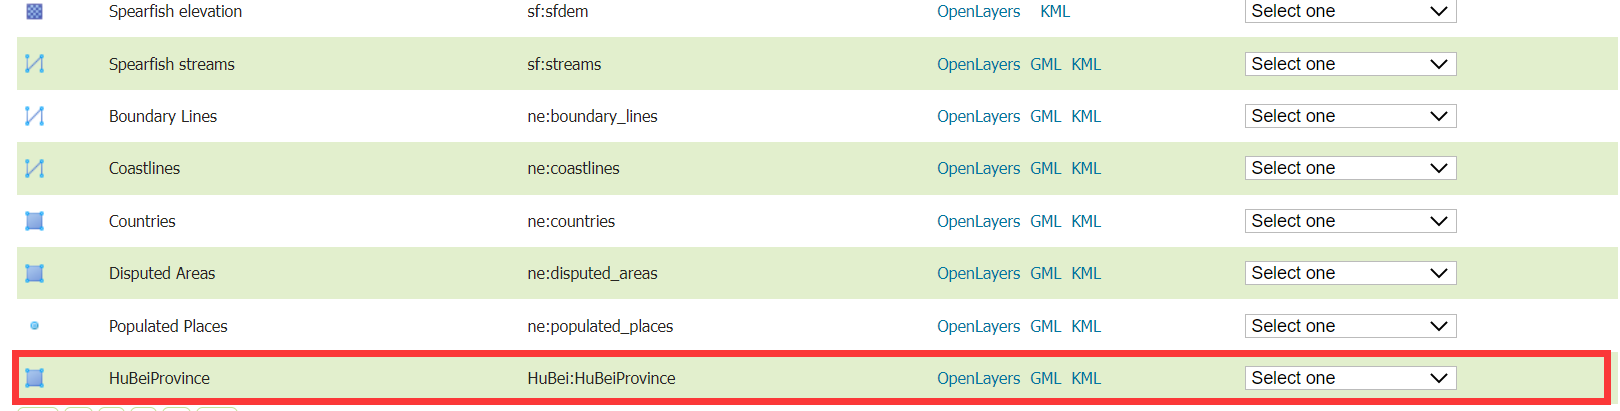 Spearfish elevation sf:sfdem OpenLayers KML Select one
Spearfish streams sf:streams OpenLayers GML KML Select one
Boundary Lines ne:boundary_lines OpenLayers GML KML Select one
Coastlines ne:coastlines OpenLayers GML KML Select one
Countries ne:countries OpenLayers GML KML Select one
Disputed Areas ne:disputed_areas OpenLayers GML KML Select one
Populated Places ne:populated_places OpenLayers GML KML Select one
HuBeiProvince HuBei:HuBeiProvince OpenLayers GML KML Select one